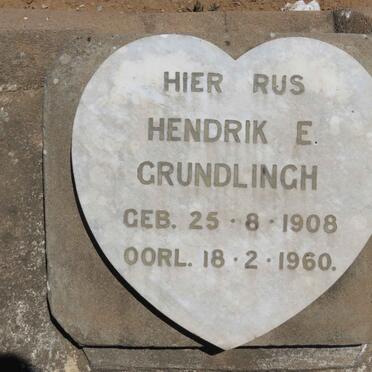 HIER RUS
HENDRIK E
GRUNDLINGH
GEB. 25·8·1908
OORL. 18·2·1960.